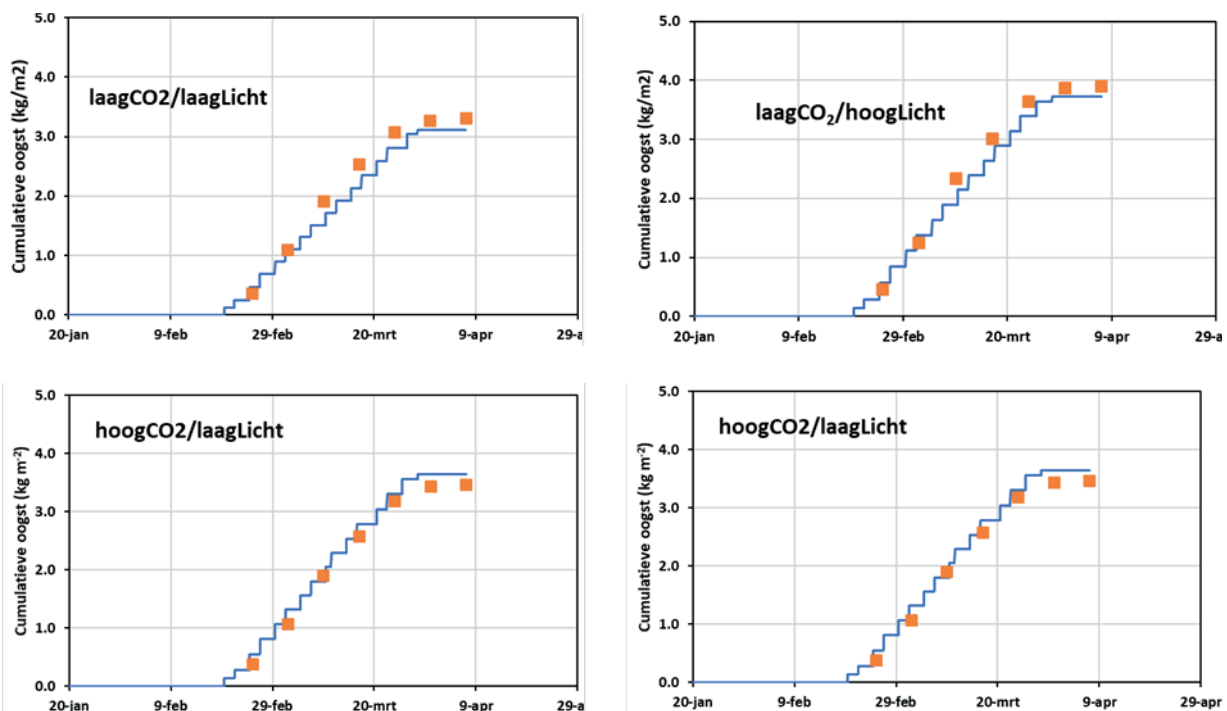 5.0
4.0
3.0
2.0
1.0
0.0
Cumulatieve oogst (kg/m2)
laagCO2/laagLicht
20-jan 9-feb 29-feb 20-mrt 9-apr 29-a
5.0
4.0
3.0
2.0
1.0
0.0
Cumulatieve oogst (kg/m2)
laagCO₂/hoogLicht
20-jan 9-feb 29-feb 20-mrt 9-apr 29-a
5.0
4.0
3.0
2.0
1.0
0.0
Cumulatieve oogst (kg m⁻²)
hoogCO2/laagLicht
20-jan 9-feb 29-feb 20-mrt 9-apr 29-a
5.0
4.0
3.0
2.0
1.0
0.0
Cumulatieve oogst (kg m⁻²)
hoogCO2/laagLicht
20-jan 9-feb 29-feb 20-mrt 9-apr 29-apr